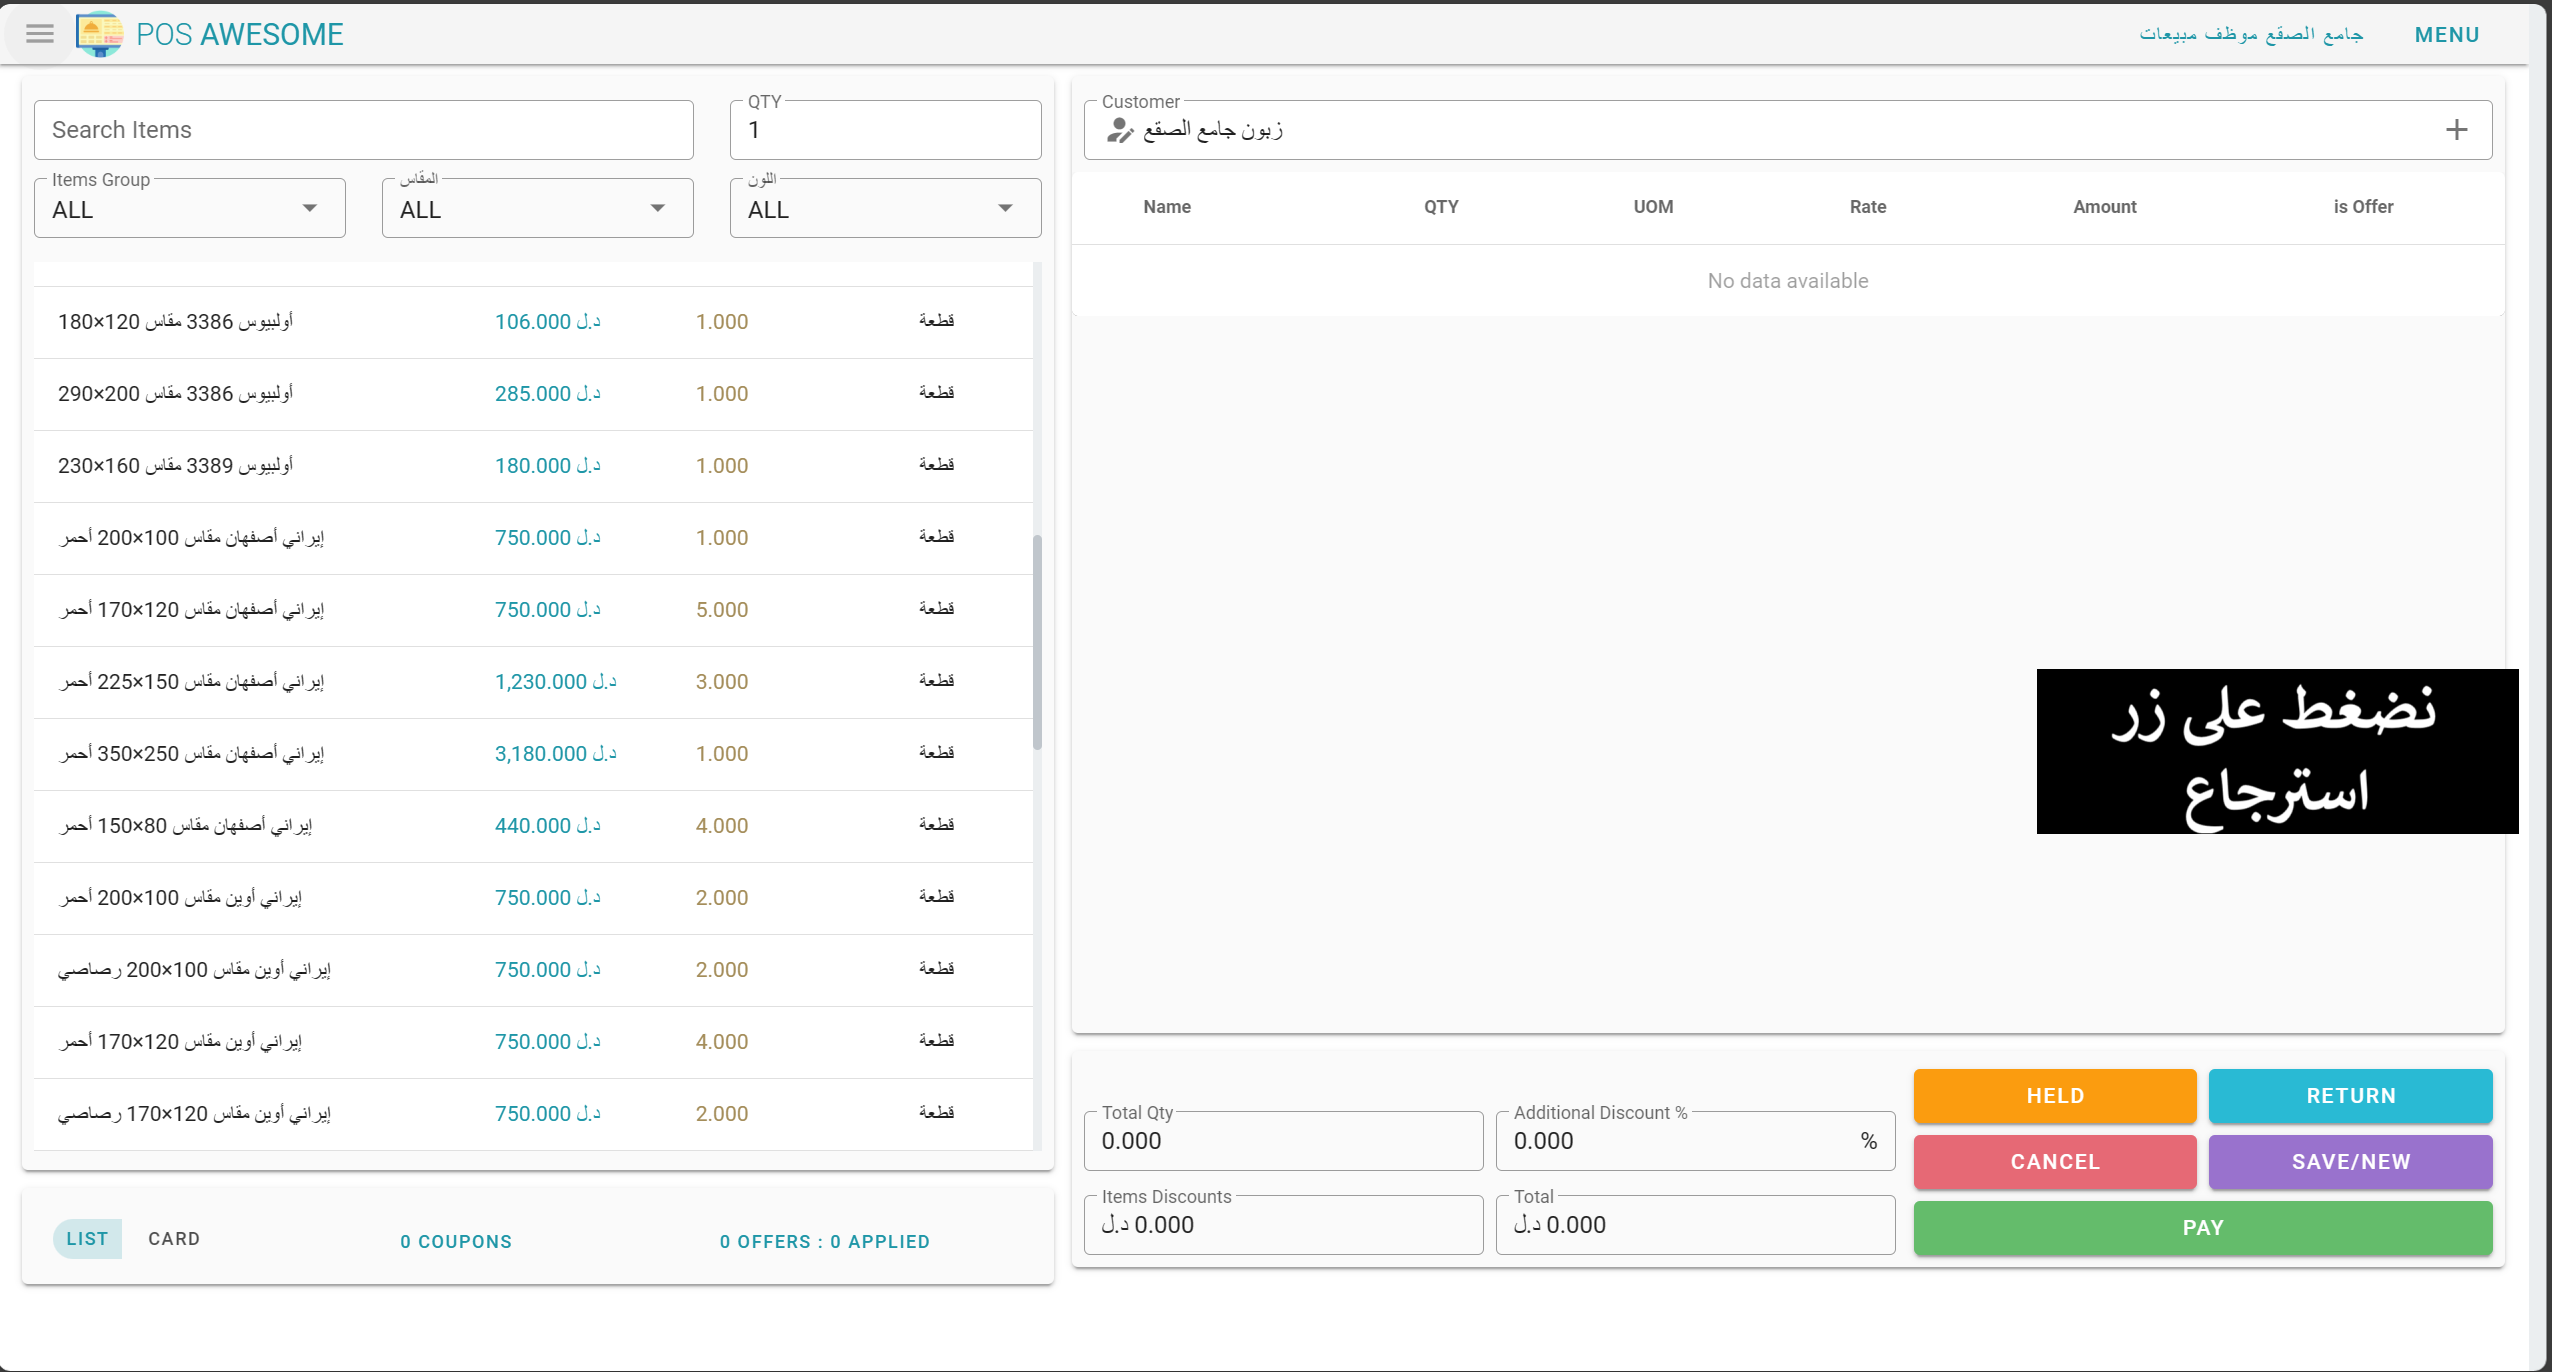 POS AWESOME
جامع الصقع موظف مبيعات
MENU
Search Items
QTY
1
Items Group
ALL
المقاس
ALL
اللون
ALL
أولبيوس 3386 مقاس 120×180
106.000 د.ل
1.000
قطعة
أولبيوس 3386 مقاس 200×290
285.000 د.ل
1.000
قطعة
أولبيوس 3389 مقاس 160×230
180.000 د.ل
1.000
قطعة
إيراني أصفهان مقاس 100×200 أحمر
750.000 د.ل
1.000
قطعة
إيراني أصفهان مقاس 120×170 أحمر
750.000 د.ل
5.000
قطعة
إيراني أصفهان مقاس 150×225 أحمر
1,230.000 د.ل
3.000
قطعة
إيراني أصفهان مقاس 250×350 أحمر
3,180.000 د.ل
1.000
قطعة
إيراني أصفهان مقاس 80×150 أحمر
440.000 د.ل
4.000
قطعة
إيراني أوين مقاس 100×200 أحمر
750.000 د.ل
2.000
قطعة
إيراني أوين مقاس 100×200 رصاصي
750.000 د.ل
2.000
قطعة
إيراني أوين مقاس 120×170 أحمر
750.000 د.ل
4.000
قطعة
إيراني أوين مقاس 120×170 رصاصي
750.000 د.ل
2.000
قطعة
LIST
CARD
0 COUPONS
0 OFFERS : 0 APPLIED
Customer
زبون جامع الصقع
Name QTY UOM Rate Amount is Offer
No data available
نضغط على زر
استرجاع
Total Qty
0.000
Additional Discount %
0.000 %
Items Discounts
د.ل 0.000
Total
د.ل 0.000
HELD
RETURN
CANCEL
SAVE/NEW
PAY